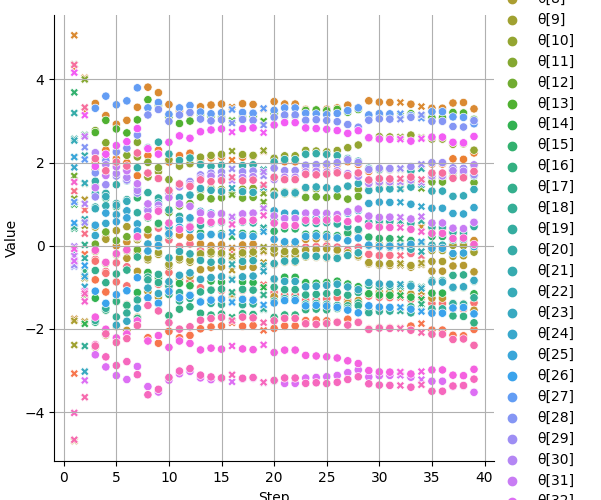 θ[8]
θ[9]
θ[10]
θ[11]
θ[12]
θ[13]
θ[14]
θ[15]
θ[16]
θ[17]
θ[18]
θ[19]
θ[20]
θ[21]
θ[22]
θ[23]
θ[24]
θ[25]
θ[26]
θ[27]
θ[28]
θ[29]
θ[30]
θ[31]
θ[32]
4
2
0
−2
−4
Value
0 5 10 15 20 25 30 35 40
Step